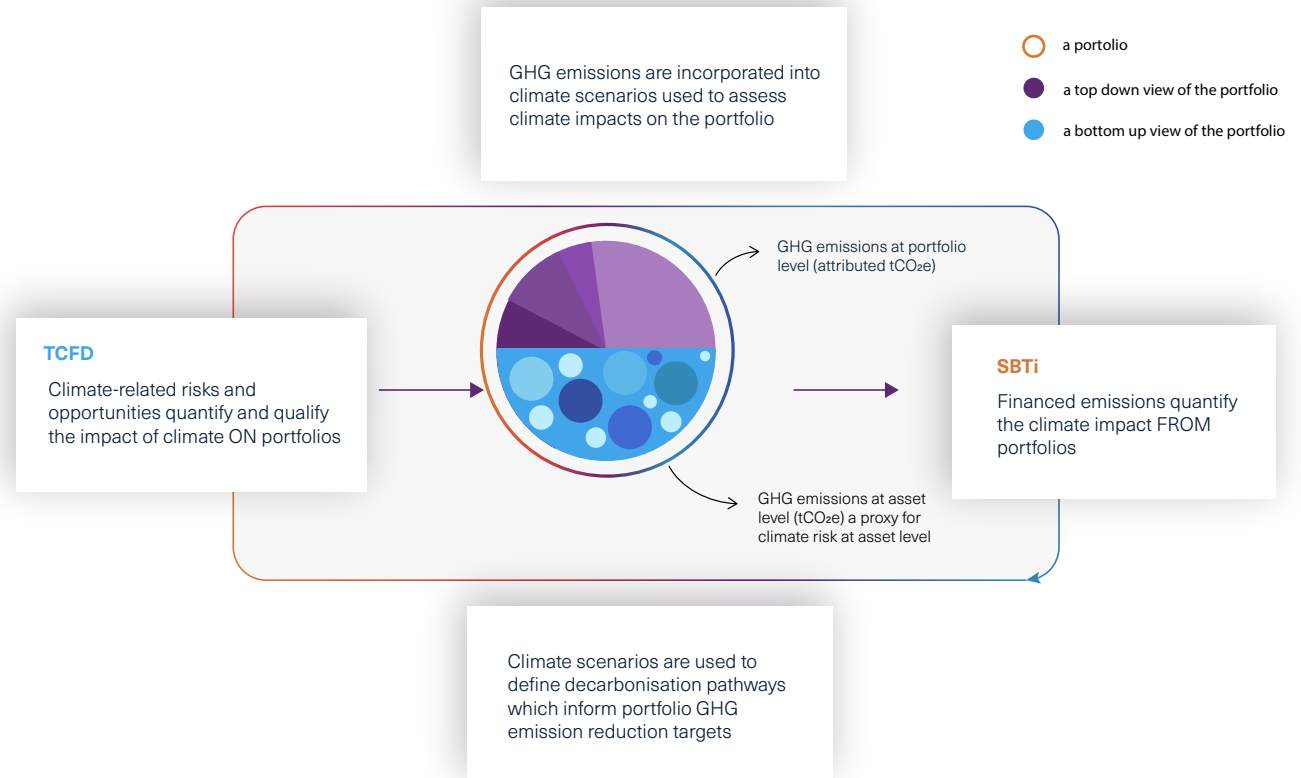 GHG emissions are incorporated into
climate scenarios used to assess
climate impacts on the portfolio
a portolio
a top down view of the portfolio
a bottom up view of the portfolio
GHG emissions at portfolio
level (attributed tCO₂e)
TCFD
Climate-related risks and
opportunities quantify and qualify
the impact of climate ON portfolios
SBTi
Financed emissions quantify
the climate impact FROM
portfolios
GHG emissions at asset
level (tCO₂e) a proxy for
climate risk at asset level
Climate scenarios are used to
define decarbonisation pathways
which inform portfolio GHG
emission reduction targets